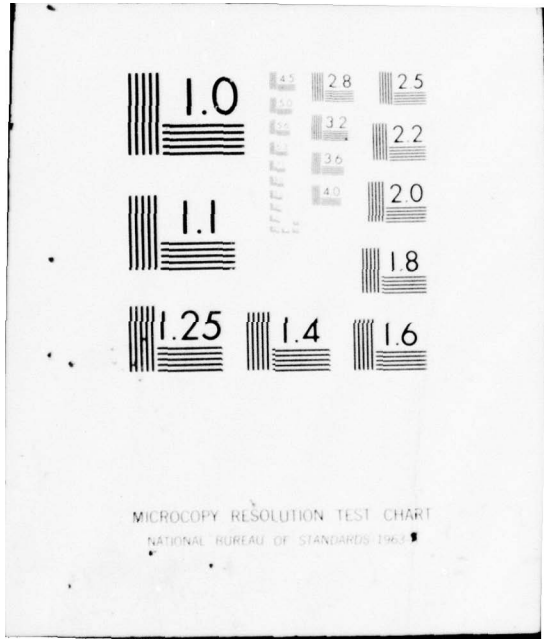 1.0
4.5 2.8 2.5
5.0
3.2 2.2
3.6
4.0 2.0
1.1
1.8
1.25 1.4 1.6
MICROCOPY RESOLUTION TEST CHART
NATIONAL BUREAU OF STANDARDS 1963